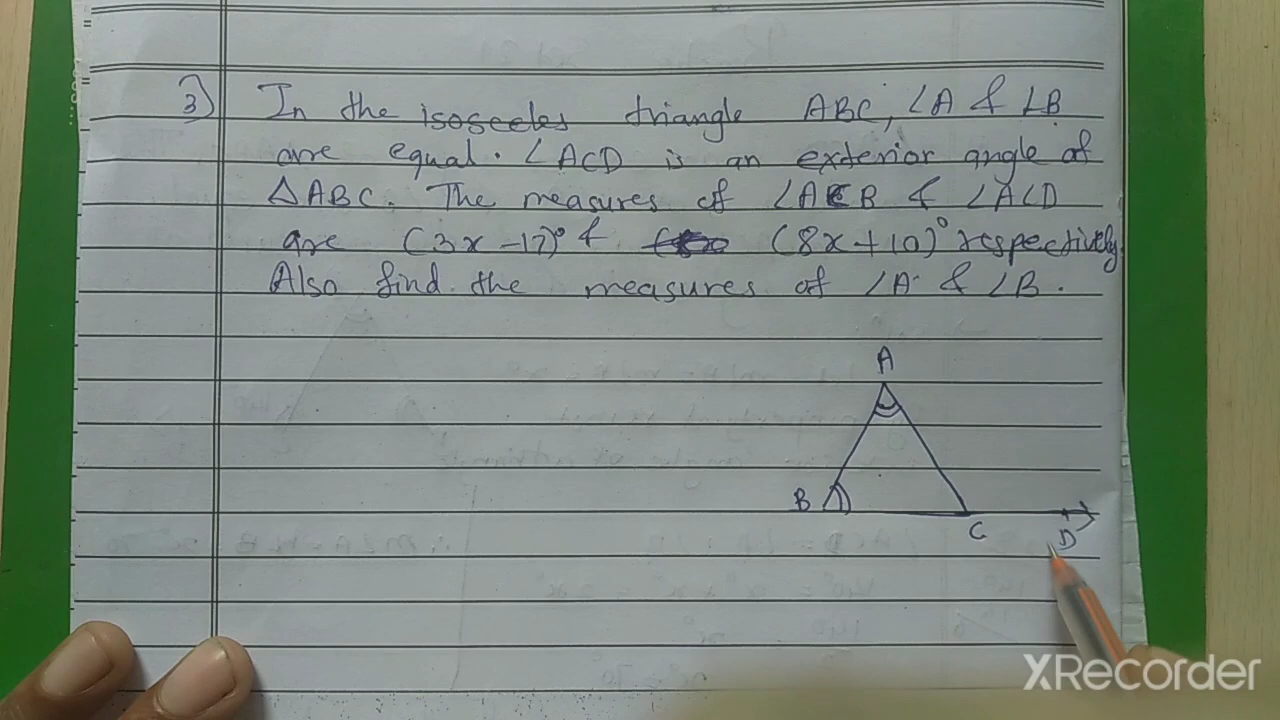 3) In the isosceles triangle ABC, ∠A & ∠B
are equal. ∠ACD is an exterior angle of
△ABC. The measures of ∠ACB & ∠ACD
are (3x-17)° & (8x+10)° respectively
Also find the measures of ∠A & ∠B.
A
B
C
D
XRecorder